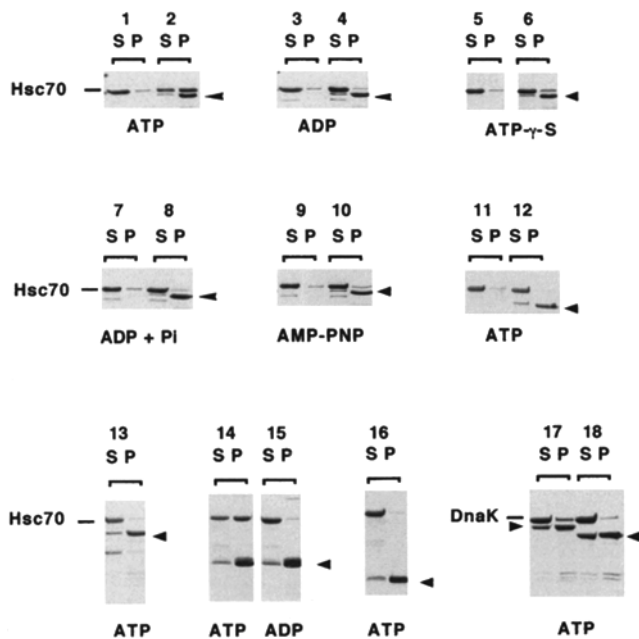 1 2 3 4 5 6
S P S P S P S P S P S P
Hsc70
ATP ADP ATP-γ-S
7 8 9 10 11 12
S P S P S P S P S P S P
Hsc70
ADP + Pi AMP-PNP ATP
13 14 15 16 17 18
S P S P S P S P S P S P
Hsc70 DnaK
ATP ATP ADP ATP ATP